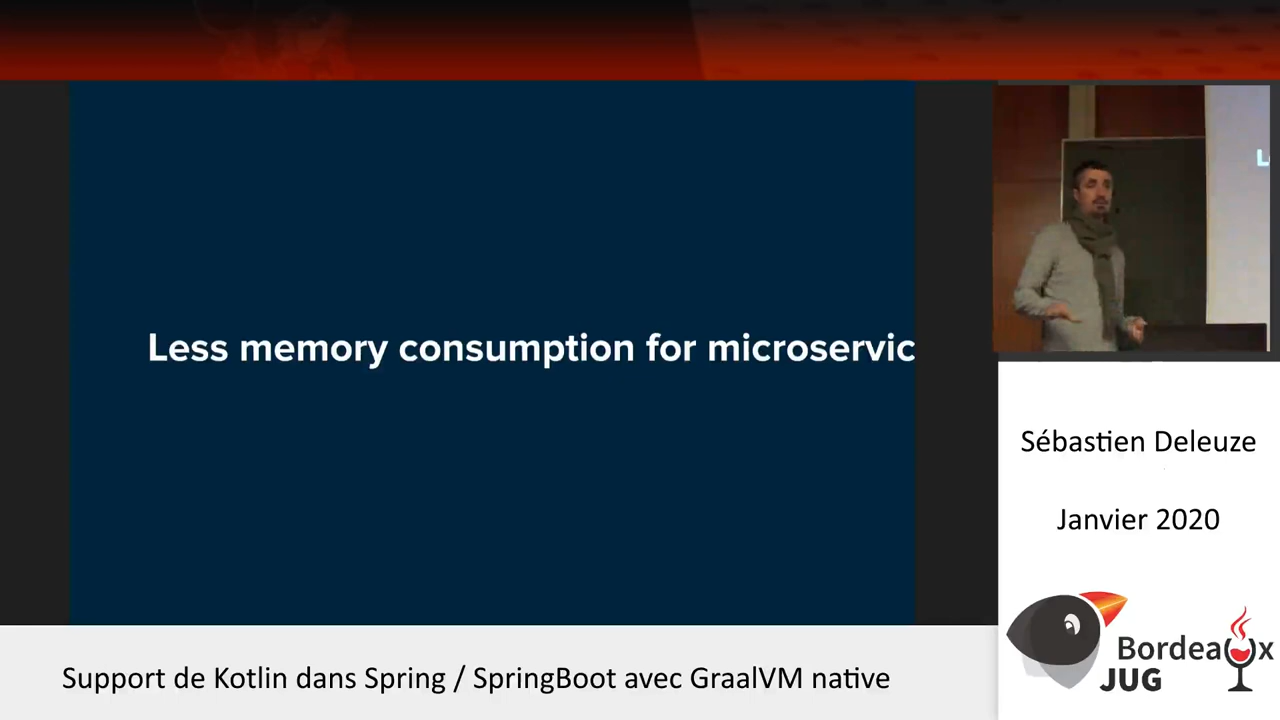 Less memory consumption for microservic
L
Sébastien Deleuze
Janvier 2020
Bordeaux
JUG
Support de Kotlin dans Spring / SpringBoot avec GraalVM native